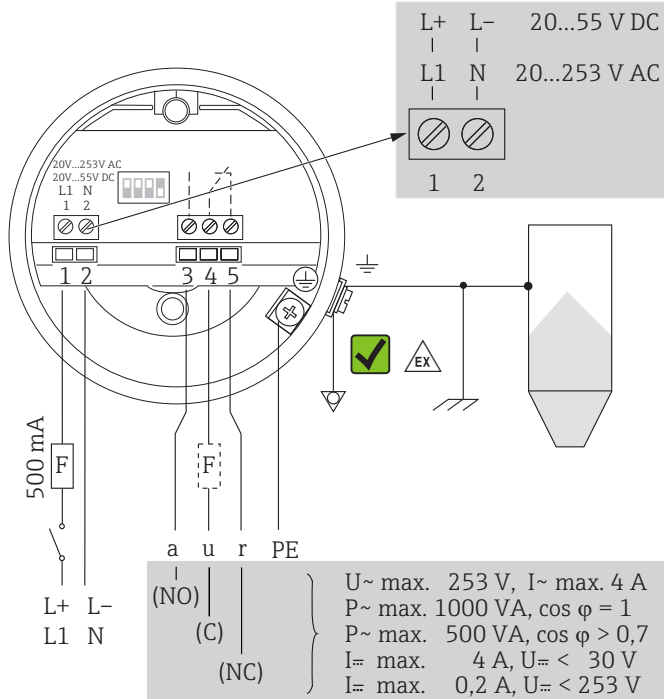 L+ L– 20...55 V DC
L1 N 20...253 V AC
1 2
20V...253V AC
20V...55V DC
L1 N
1 2
1 2 3 4 5
EX
500 mA
F
F
a u r PE
L+ L–
L1 N
(NO)
(C)
(NC)
U~ max. 253 V, I~ max. 4 A
P~ max. 1000 VA, cos φ = 1
P~ max. 500 VA, cos φ > 0,7
I⎓ max. 4 A, U⎓ < 30 V
I⎓ max. 0,2 A, U⎓ < 253 V